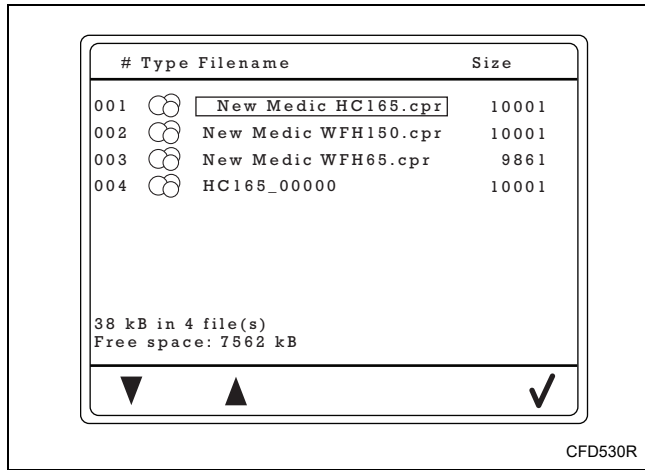 # Type Filename Size
001 New Medic HC165.cpr 10001
002 New Medic WFH150.cpr 10001
003 New Medic WFH65.cpr 9861
004 HC165_00000 10001
38 kB in 4 file(s)
Free space: 7562 kB
CFD530R